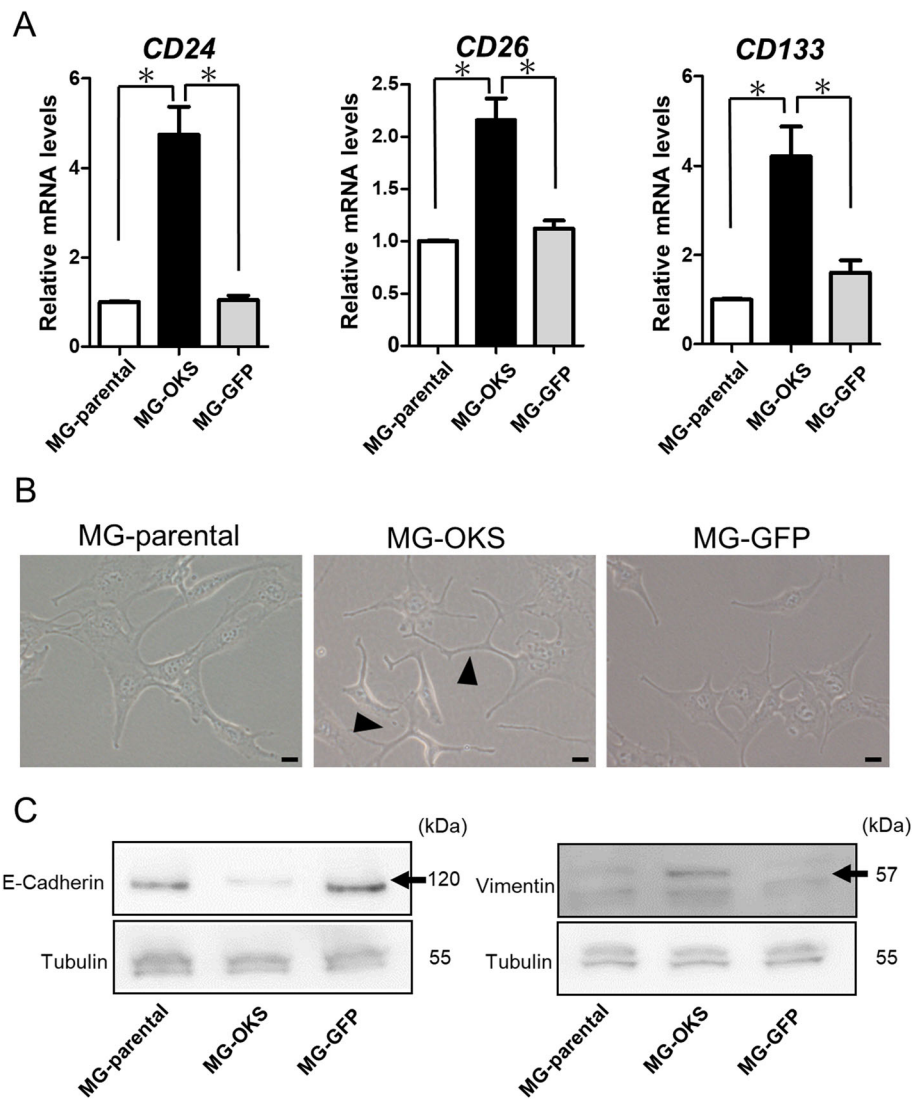 A
CD24
CD26
CD133
Relative mRNA levels
6
4
2
0
* *
MG-parental
MG-OKS
MG-GFP
Relative mRNA levels
2.5
2.0
1.5
1.0
0.5
0.0
* *
MG-parental
MG-OKS
MG-GFP
Relative mRNA levels
6
4
2
0
* *
MG-parental
MG-OKS
MG-GFP
B
MG-parental
MG-OKS
MG-GFP
C
(kDa)
E-Cadherin
120
Tubulin
55
MG-parental
MG-OKS
MG-GFP
(kDa)
Vimentin
57
Tubulin
55
MG-parental
MG-OKS
MG-GFP